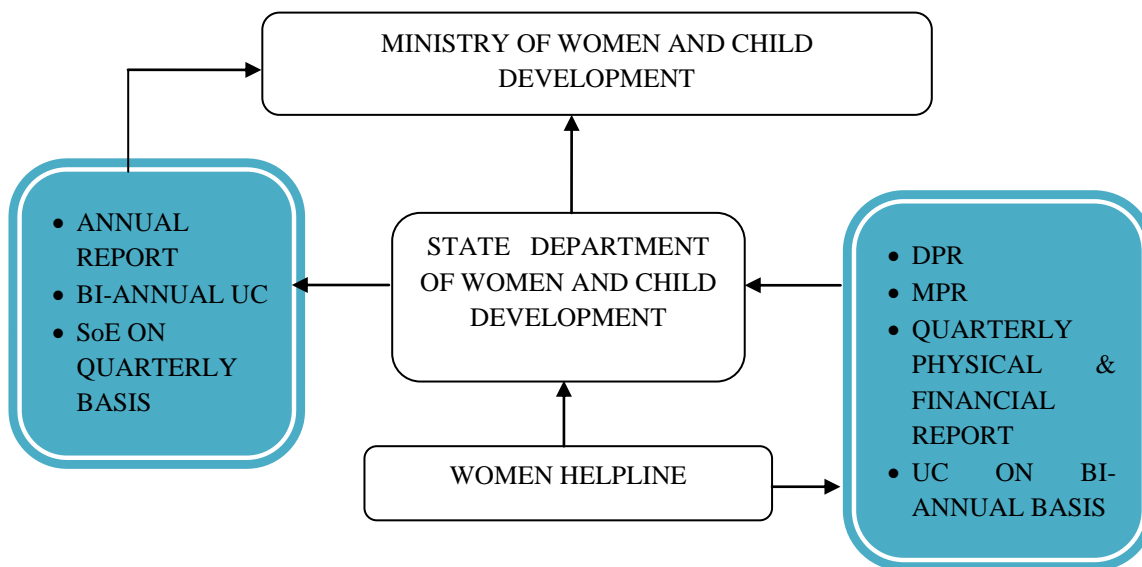 MINISTRY OF WOMEN AND CHILD
DEVELOPMENT
• ANNUAL
REPORT
• BI-ANNUAL UC
• SoE ON
QUARTERLY
BASIS
STATE DEPARTMENT
OF WOMEN AND CHILD
DEVELOPMENT
• DPR
• MPR
• QUARTERLY
PHYSICAL &
FINANCIAL
REPORT
• UC ON BI-
ANNUAL BASIS
WOMEN HELPLINE